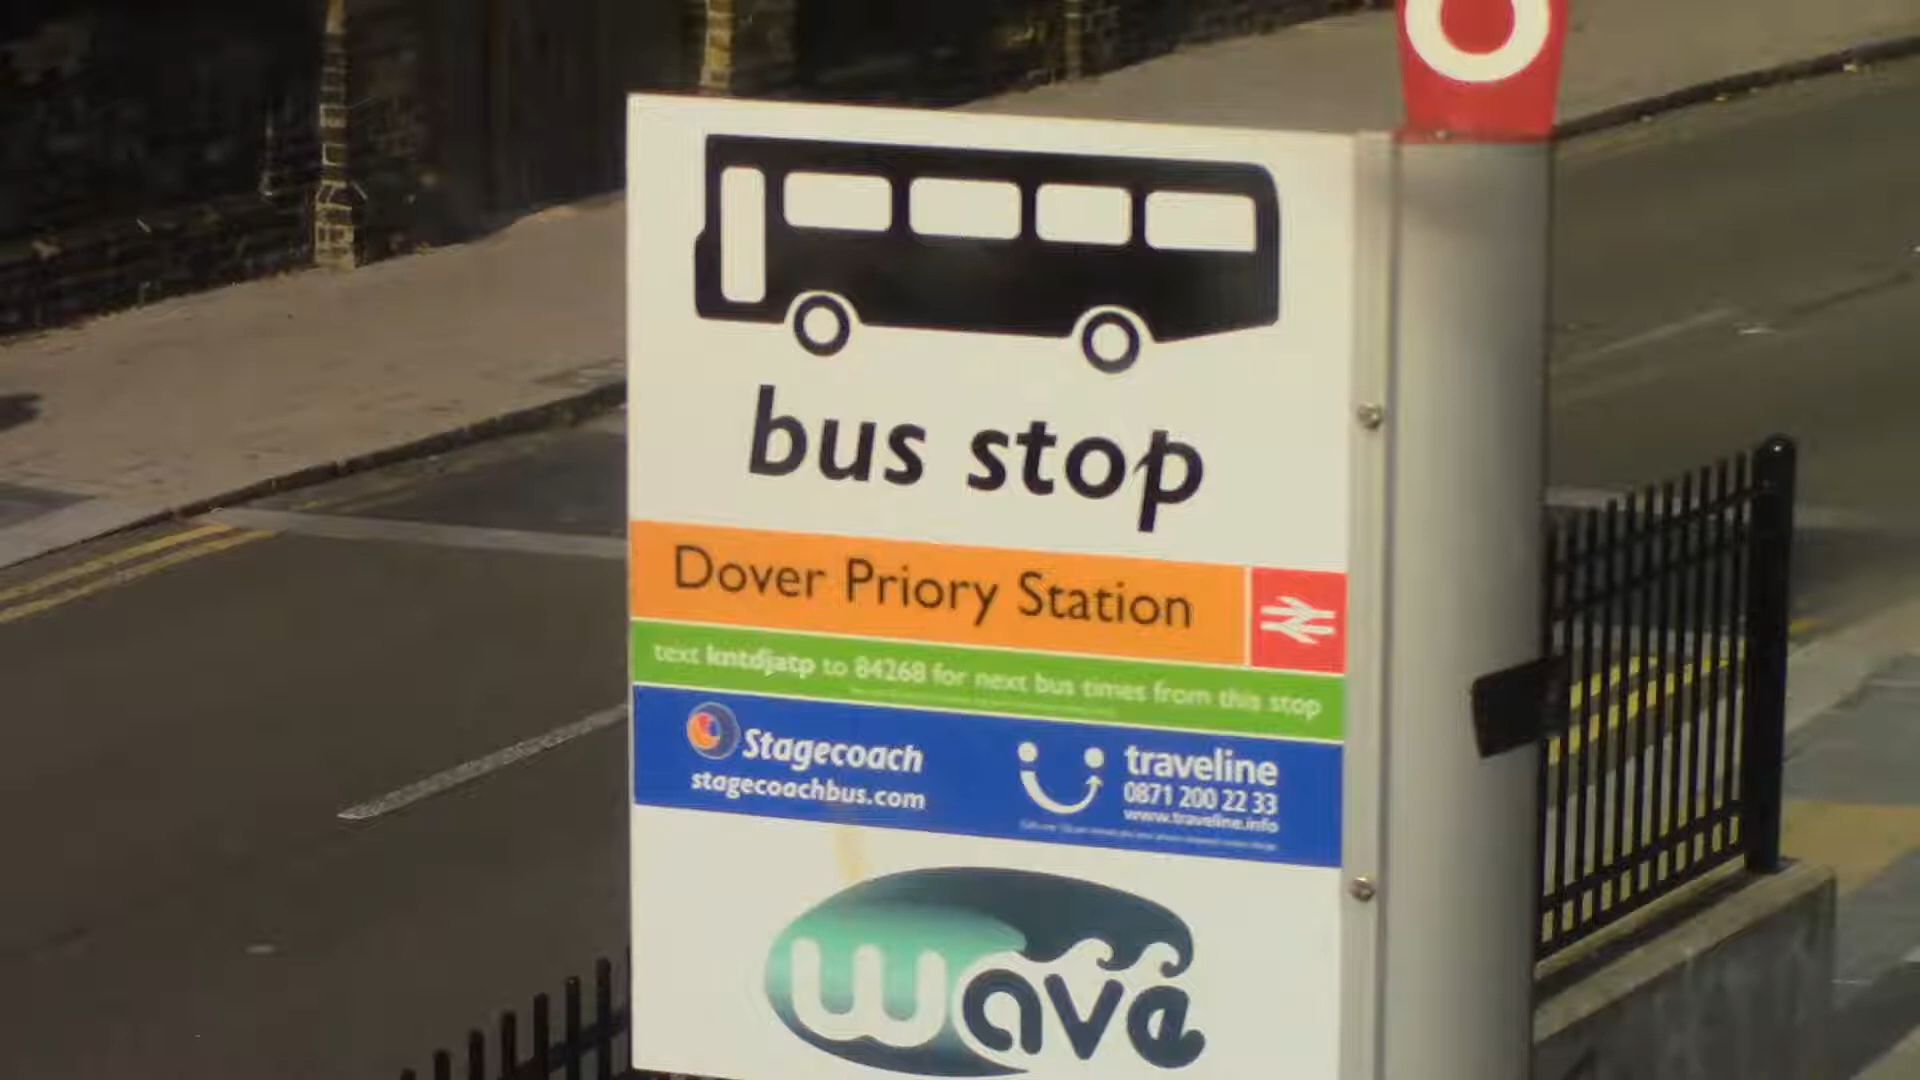 bus stop
Dover Priory Station
text kntdjatp to 84268 for next bus times from this stop
Stagecoach
stagecoachbus.com
traveline
0871 200 22 33
www.traveline.info
wave